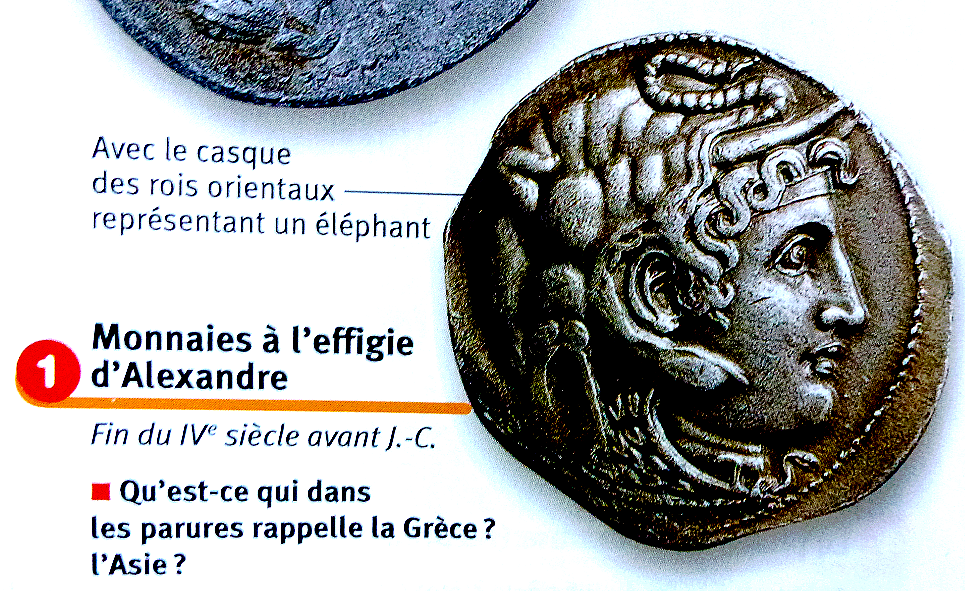 Avec le casque
des rois orientaux
représentant un éléphant
1
Monnaies à l'effigie
d'Alexandre
Fin du IVe siècle avant J.-C.
Qu'est-ce qui dans
les parures rappelle la Grèce ?
l'Asie ?